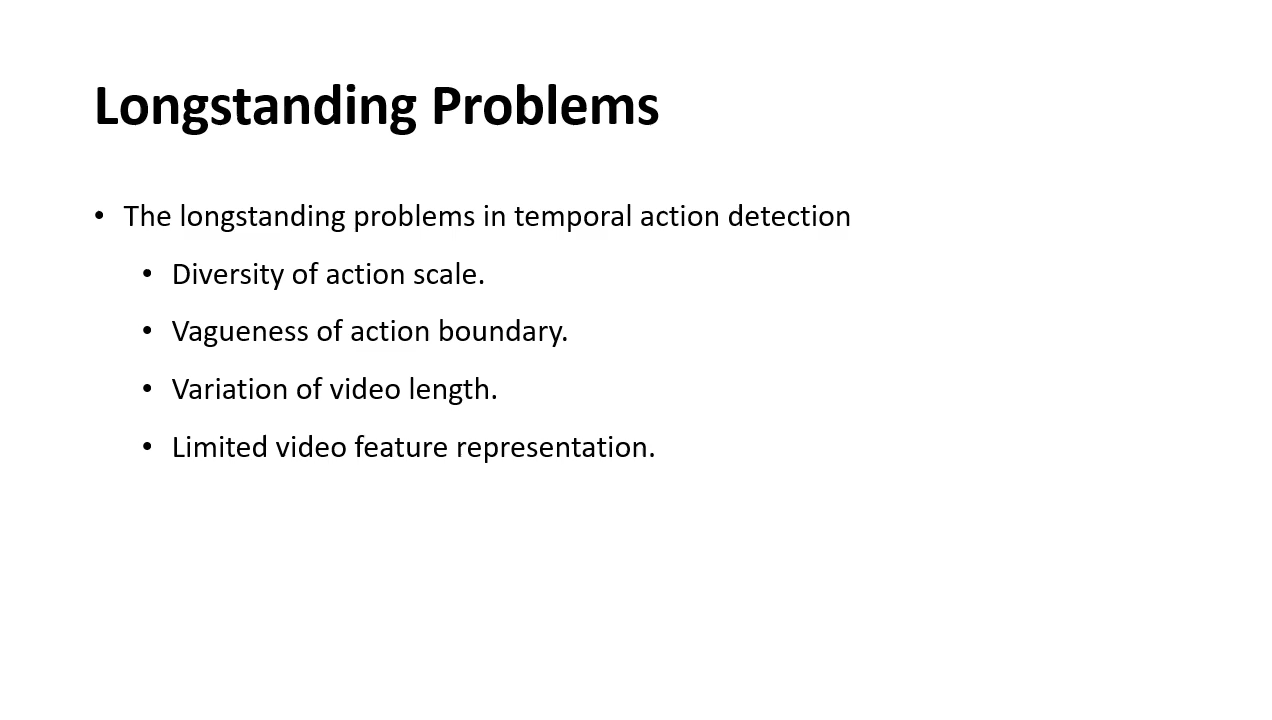 Longstanding Problems
• The longstanding problems in temporal action detection
• Diversity of action scale.
• Vagueness of action boundary.
• Variation of video length.
• Limited video feature representation.